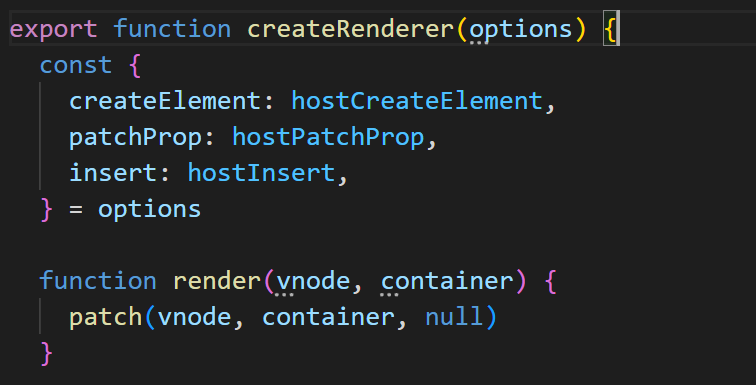 export function createRenderer(options) {
  const {
    createElement: hostCreateElement,
    patchProp: hostPatchProp,
    insert: hostInsert,
  } = options

  function render(vnode, container) {
    patch(vnode, container, null)
  }